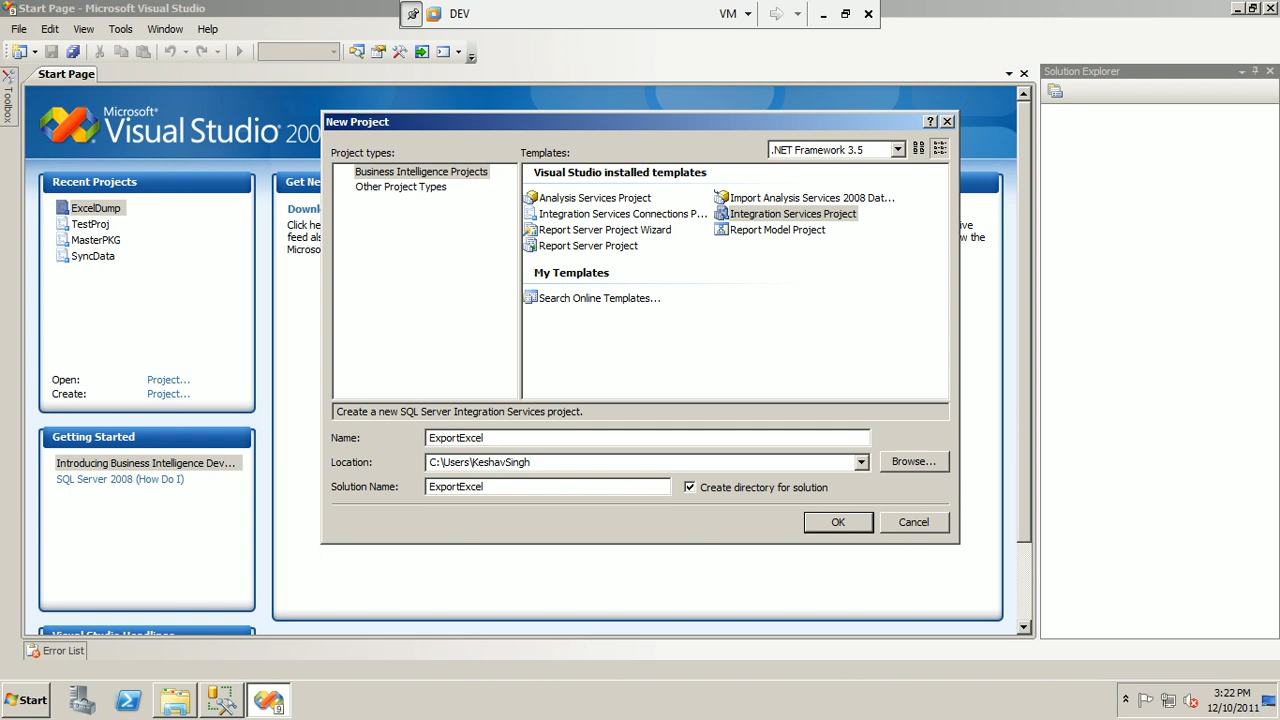 Start Page - Microsoft Visual Studio
DEV
VM
File Edit View Tools Window Help
Toolbox
Start Page
Solution Explorer
Microsoft®
Visual Studio 200
Recent Projects
ExcelDump
TestProj
MasterPKG
SyncData
Open: Project...
Create: Project...
Getting Started
Introducing Business Intelligence Dev...
SQL Server 2008 (How Do I)
Get Ne
Downl
Click he
feed als
Microso
ive
w the
New Project
Project types:
Business Intelligence Projects
Other Project Types
Templates:
.NET Framework 3.5
Visual Studio installed templates
Analysis Services Project
Import Analysis Services 2008 Dat...
Integration Services Connections P...
Integration Services Project
Report Server Project Wizard
Report Model Project
Report Server Project
My Templates
Search Online Templates...
Create a new SQL Server Integration Services project.
Name: ExportExcel
Location: C:\Users\KeshavSingh
Browse...
Solution Name: ExportExcel
Create directory for solution
OK
Cancel
Error List
Start
9
3:22 PM
12/10/2011